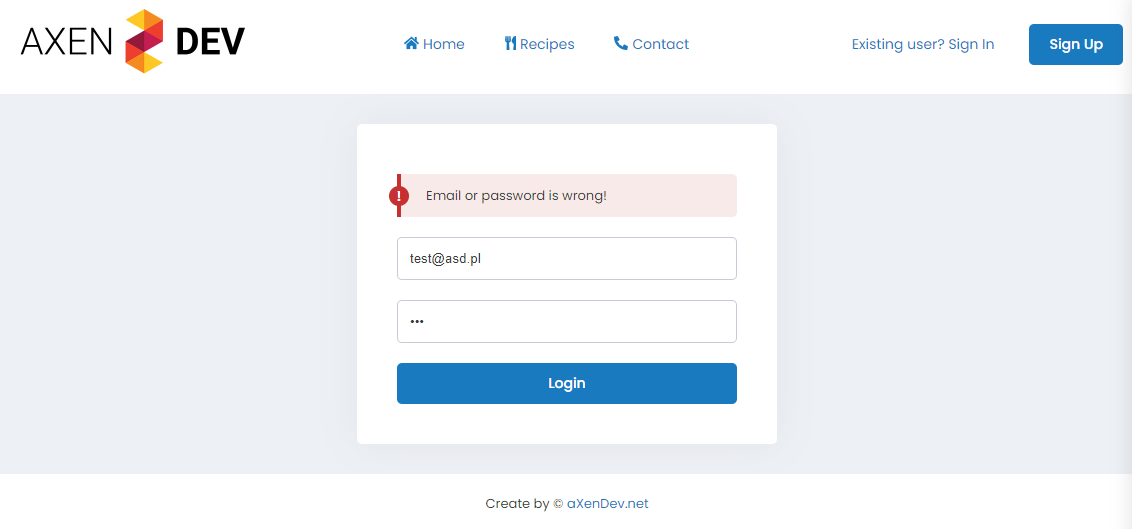 AXEN DEV
Home
Recipes
Contact
Existing user? Sign In
Sign Up
Email or password is wrong!
test@asd.pl
•••
Login
Create by © aXenDev.net